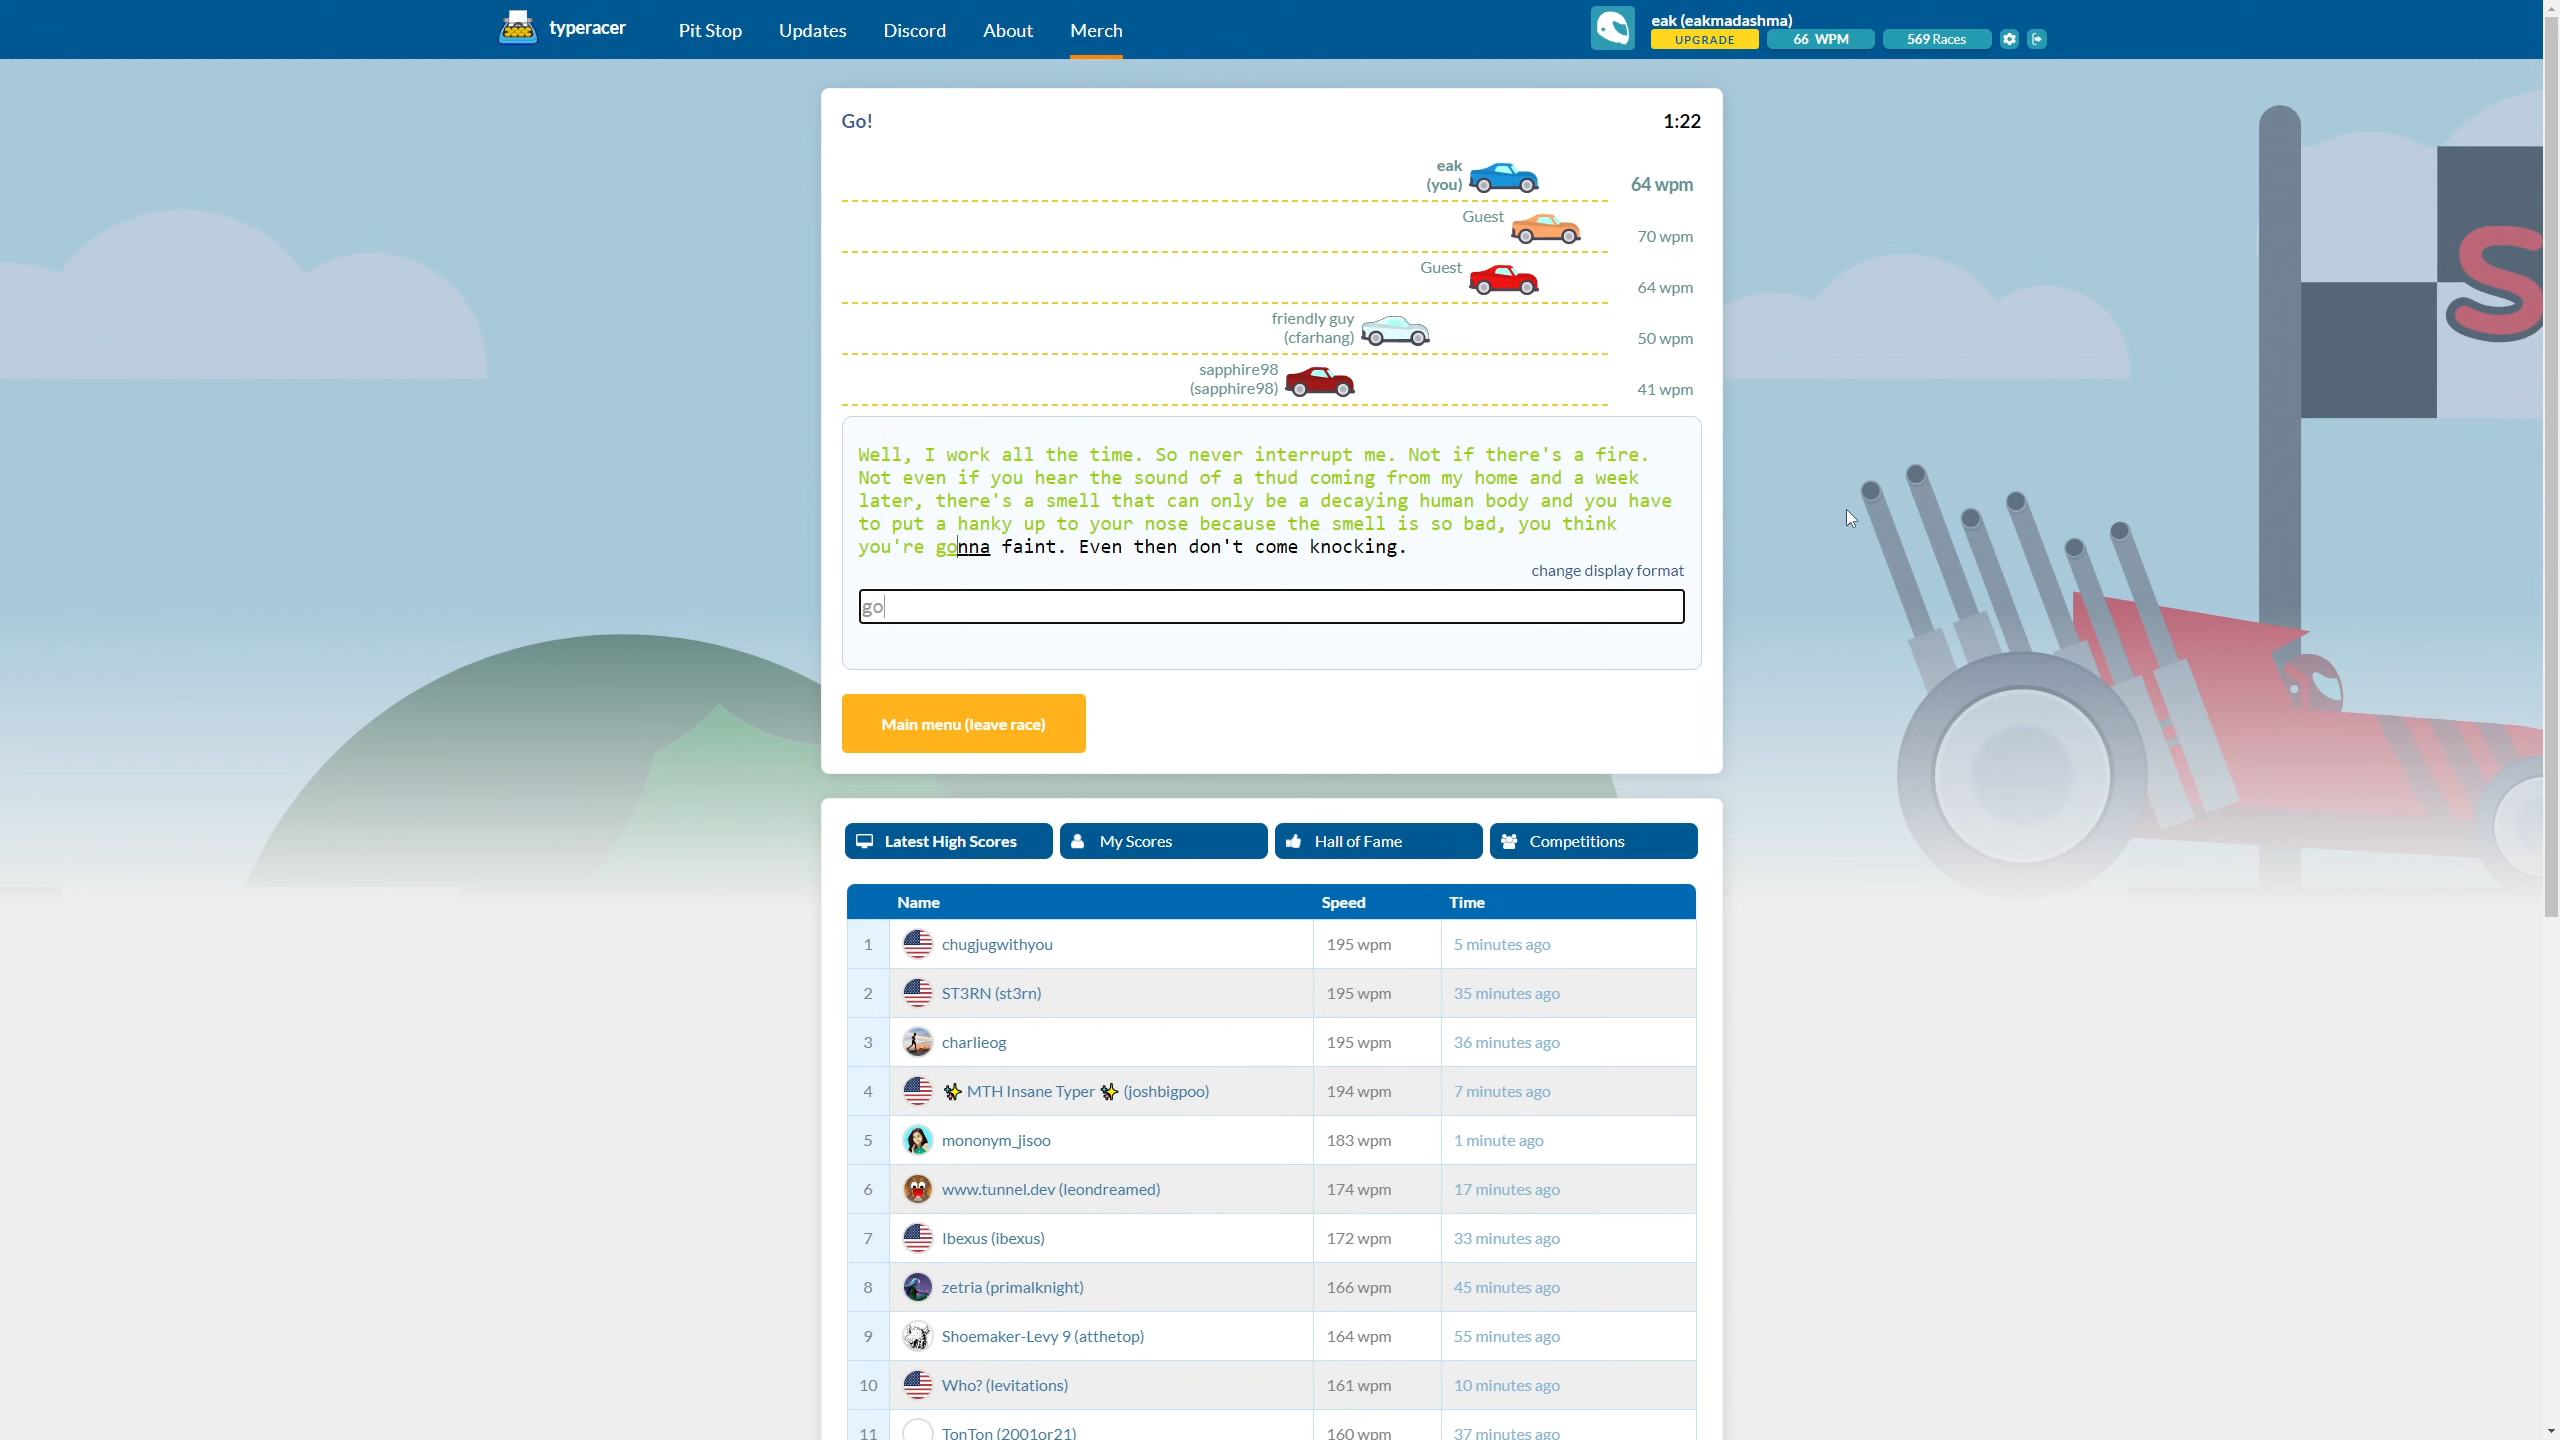 typeracer
Pit Stop
Updates
Discord
About
Merch
eak (eakmadashma)
UPGRADE
66 WPM
569 Races
Go!
1:22
eak
(you)
64 wpm
Guest
70 wpm
Guest
64 wpm
friendly guy
(cfarhang)
50 wpm
sapphire98
(sapphire98)
41 wpm
Well, I work all the time. So never interrupt me. Not if there's a fire.
Not even if you hear the sound of a thud coming from my home and a week
later, there's a smell that can only be a decaying human body and you have
to put a hanky up to your nose because the smell is so bad, you think
you're gonna faint. Even then don't come knocking.
change display format
go
Main menu (leave race)
Latest High Scores
My Scores
Hall of Fame
Competitions
Name Speed Time
1 chugjugwithyou 195 wpm 5 minutes ago
2 ST3RN (st3rn) 195 wpm 35 minutes ago
3 charlieog 195 wpm 36 minutes ago
4 ✨ MTH Insane Typer ✨ (joshbigpoo) 194 wpm 7 minutes ago
5 mononym_jisoo 183 wpm 1 minute ago
6 www.tunnel.dev (leondreamed) 174 wpm 17 minutes ago
7 Ibexus (ibexus) 172 wpm 33 minutes ago
8 zetria (primalknight) 166 wpm 45 minutes ago
9 Shoemaker-Levy 9 (atthetop) 164 wpm 55 minutes ago
10 Who? (levitations) 161 wpm 10 minutes ago
11 TonTon (2001or21) 160 wpm 37 minutes ago
S